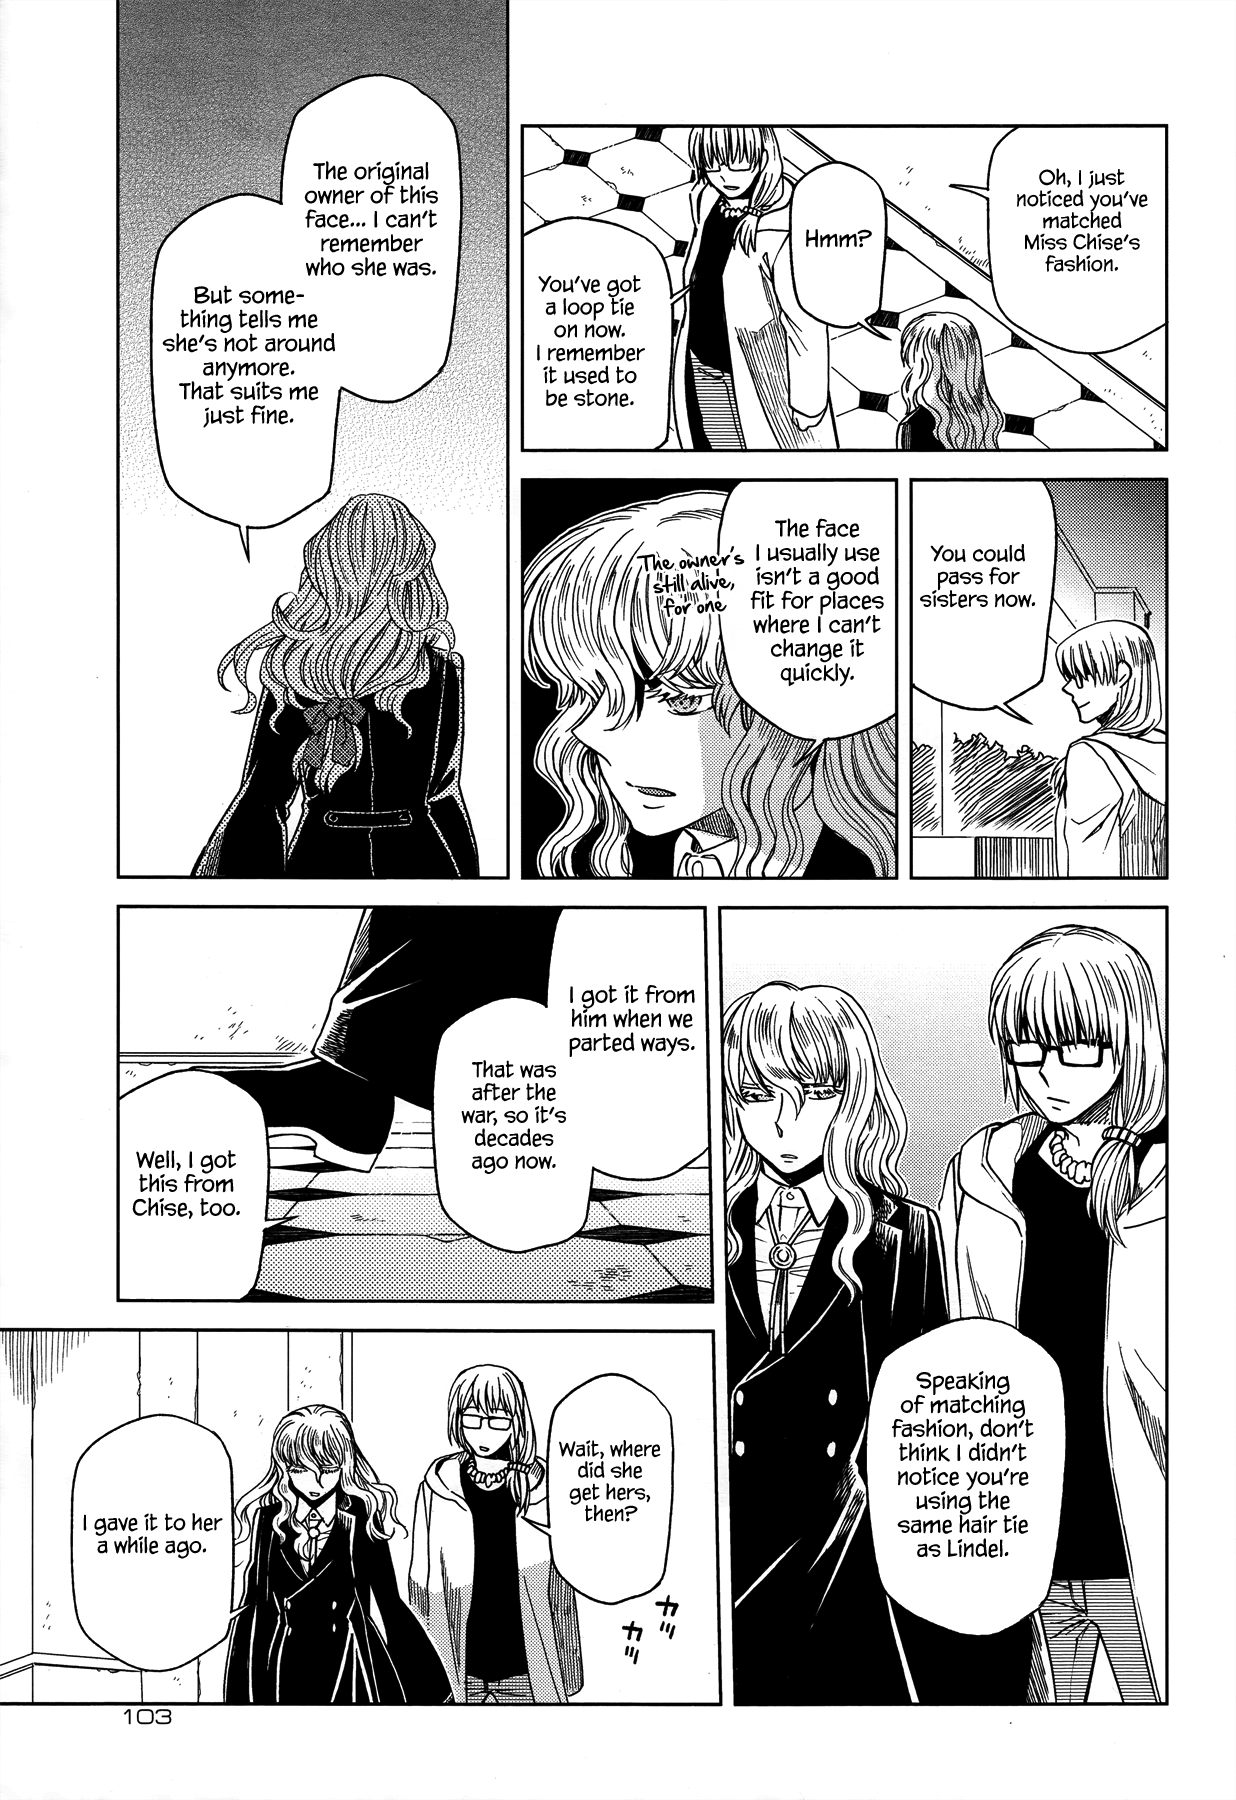 Oh, I just
noticed you've
matched
Miss Chise's
fashion.
Hmm?
You've got
a loop tie
on now.
I remember
it used to
be stone.
You could
pass for
sisters now.
The face
I usually use
isn't a good
fit for places
where I can't
change it
quickly.
The owner's
still alive,
for one
The original
owner of this
face... I can't
remember
who she was.
But some-
thing tells me
she's not around
anymore.
That suits me
just fine.
Speaking
of matching
fashion, don't
think I didn't
notice you're
using the
same hair tie
as Lindel.
I got it from
him when we
parted ways.
That was
after the
war, so it's
decades
ago now.
Well, I got
this from
Chise, too.
Wait, where
did she
get hers,
then?
カッ
カッ
I gave it to her
a while ago.
103